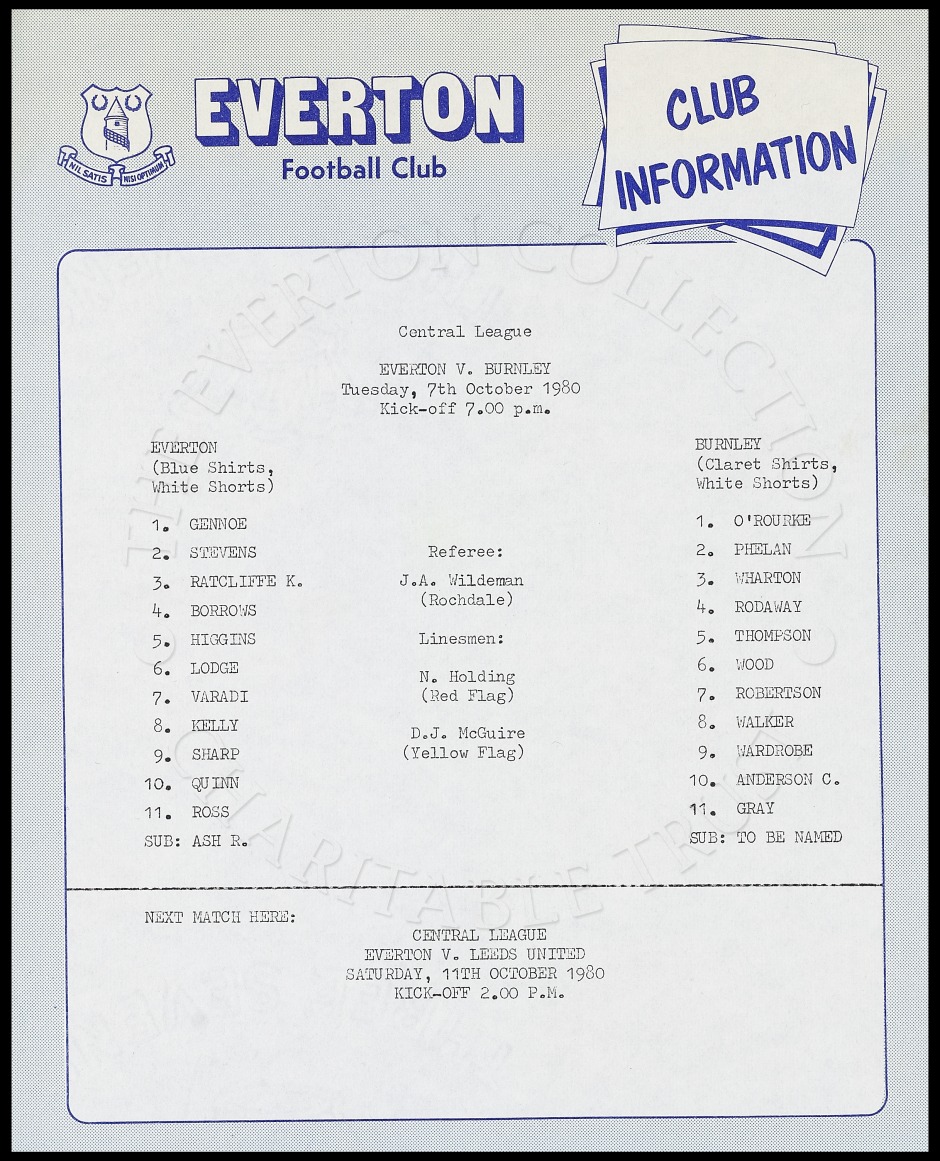 NIL SATIS NISI OPTIMUM
EVERTON
Football Club
CLUB
INFORMATION
Central League
EVERTON V. BURNLEY
Tuesday, 7th October 1980
Kick-off 7.00 p.m.
EVERTON
(Blue Shirts,
White Shorts)
1. GENNOE
2. STEVENS
3. RATCLIFFE K.
4. BORROWS
5. HIGGINS
6. LODGE
7. VARADI
8. KELLY
9. SHARP
10. QUINN
11. ROSS
SUB: ASH R.
Referee:
J.A. Wildeman
(Rochdale)
Linesmen:
N. Holding
(Red Flag)
D.J. McGuire
(Yellow Flag)
BURNLEY
(Claret Shirts,
White Shorts)
1. O'ROURKE
2. PHELAN
3. WHARTON
4. RODAWAY
5. THOMPSON
6. WOOD
7. ROBERTSON
8. WALKER
9. WARDROBE
10. ANDERSON C.
11. GRAY
SUB: TO BE NAMED
NEXT MATCH HERE:
CENTRAL LEAGUE
EVERTON V. LEEDS UNITED
SATURDAY, 11TH OCTOBER 1980
KICK-OFF 2.00 P.M.
THE EVERTON COLLECTION
CHARITABLE TRUST